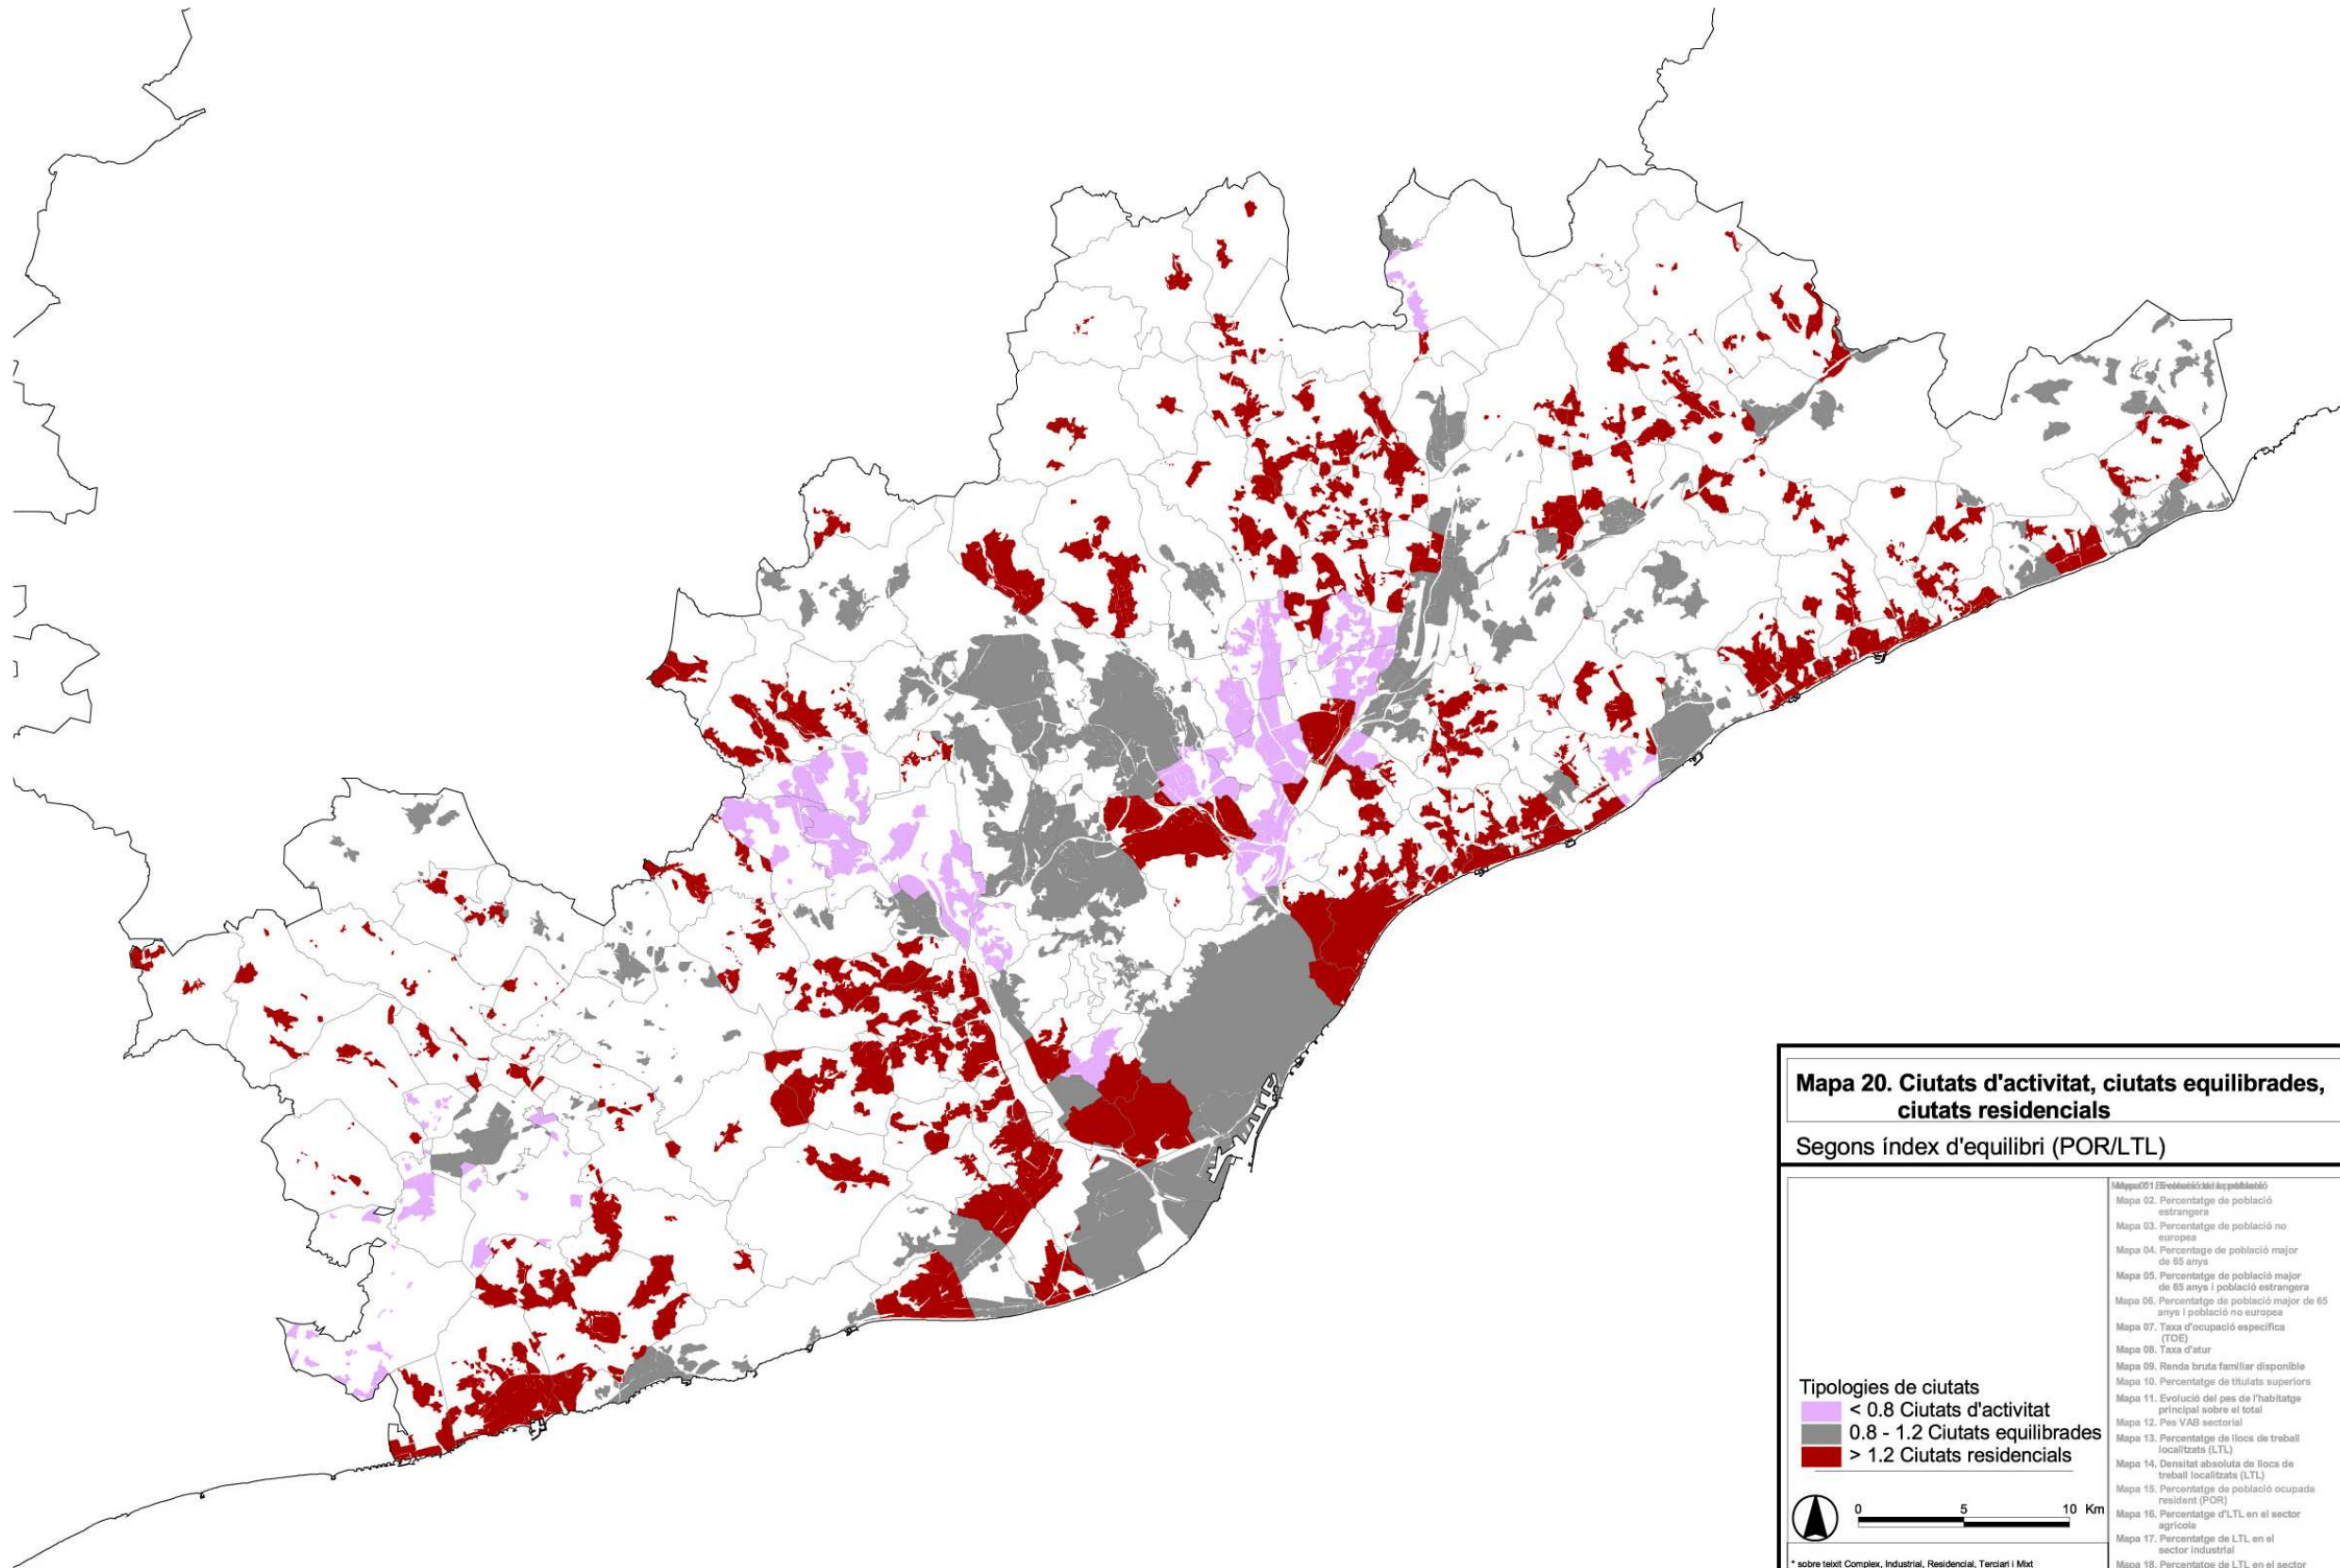 Mapa 20. Ciutats d'activitat, ciutats equilibrades,
ciutats residencials
Segons índex d'equilibri (POR/LTL)
Mapa 02. Percentatge de població
estrangera
Mapa 03. Percentatge de població no
europea
Mapa 04. Percentage de població major
de 65 anys
Mapa 05. Percentatge de població major
de 65 anys i població estrangera
Mapa 06. Percentatge de població major de 65
anys i població no europea
Mapa 07. Taxa d'ocupació específica
(TOE)
Mapa 08. Taxa d'atur
Mapa 09. Renda bruta familiar disponible
Mapa 10. Percentatge de titulats superiors
Mapa 11. Evolució del pes de l'habitatge
principal sobre el total
Mapa 12. Pes VAB sectorial
Mapa 13. Percentatge de llocs de treball
localitzats (LTL)
Mapa 14. Densitat absoluta de llocs de
treball localitzats (LTL)
Mapa 15. Percentatge de població ocupada
resident (POR)
Mapa 16. Percentatge d'LTL en el sector
agrícola
Mapa 17. Percentatge de LTL en el
sector industrial
Mapa 18. Percentatge de LTL en el sector
Tipologies de ciutats
< 0.8 Ciutats d'activitat
0.8 - 1.2 Ciutats equilibrades
> 1.2 Ciutats residencials
0 5 10 Km
* sobre teixit Complex, Industrial, Residencial, Terciari i Mixt